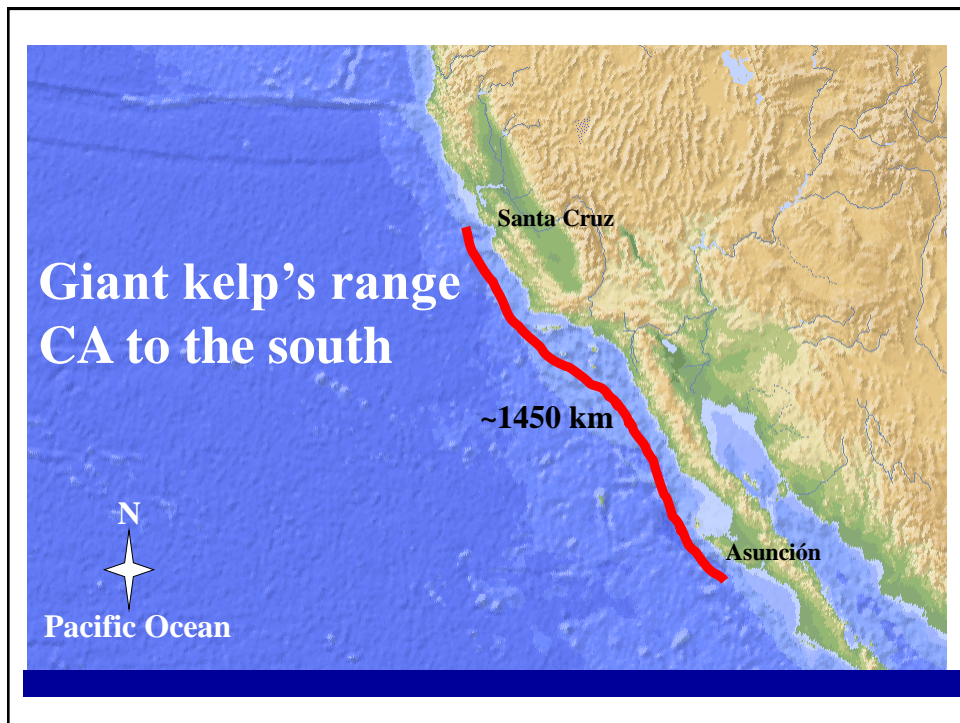 Santa Cruz
Giant kelp’s range
CA to the south
~1450 km
N
Asunción
Pacific Ocean